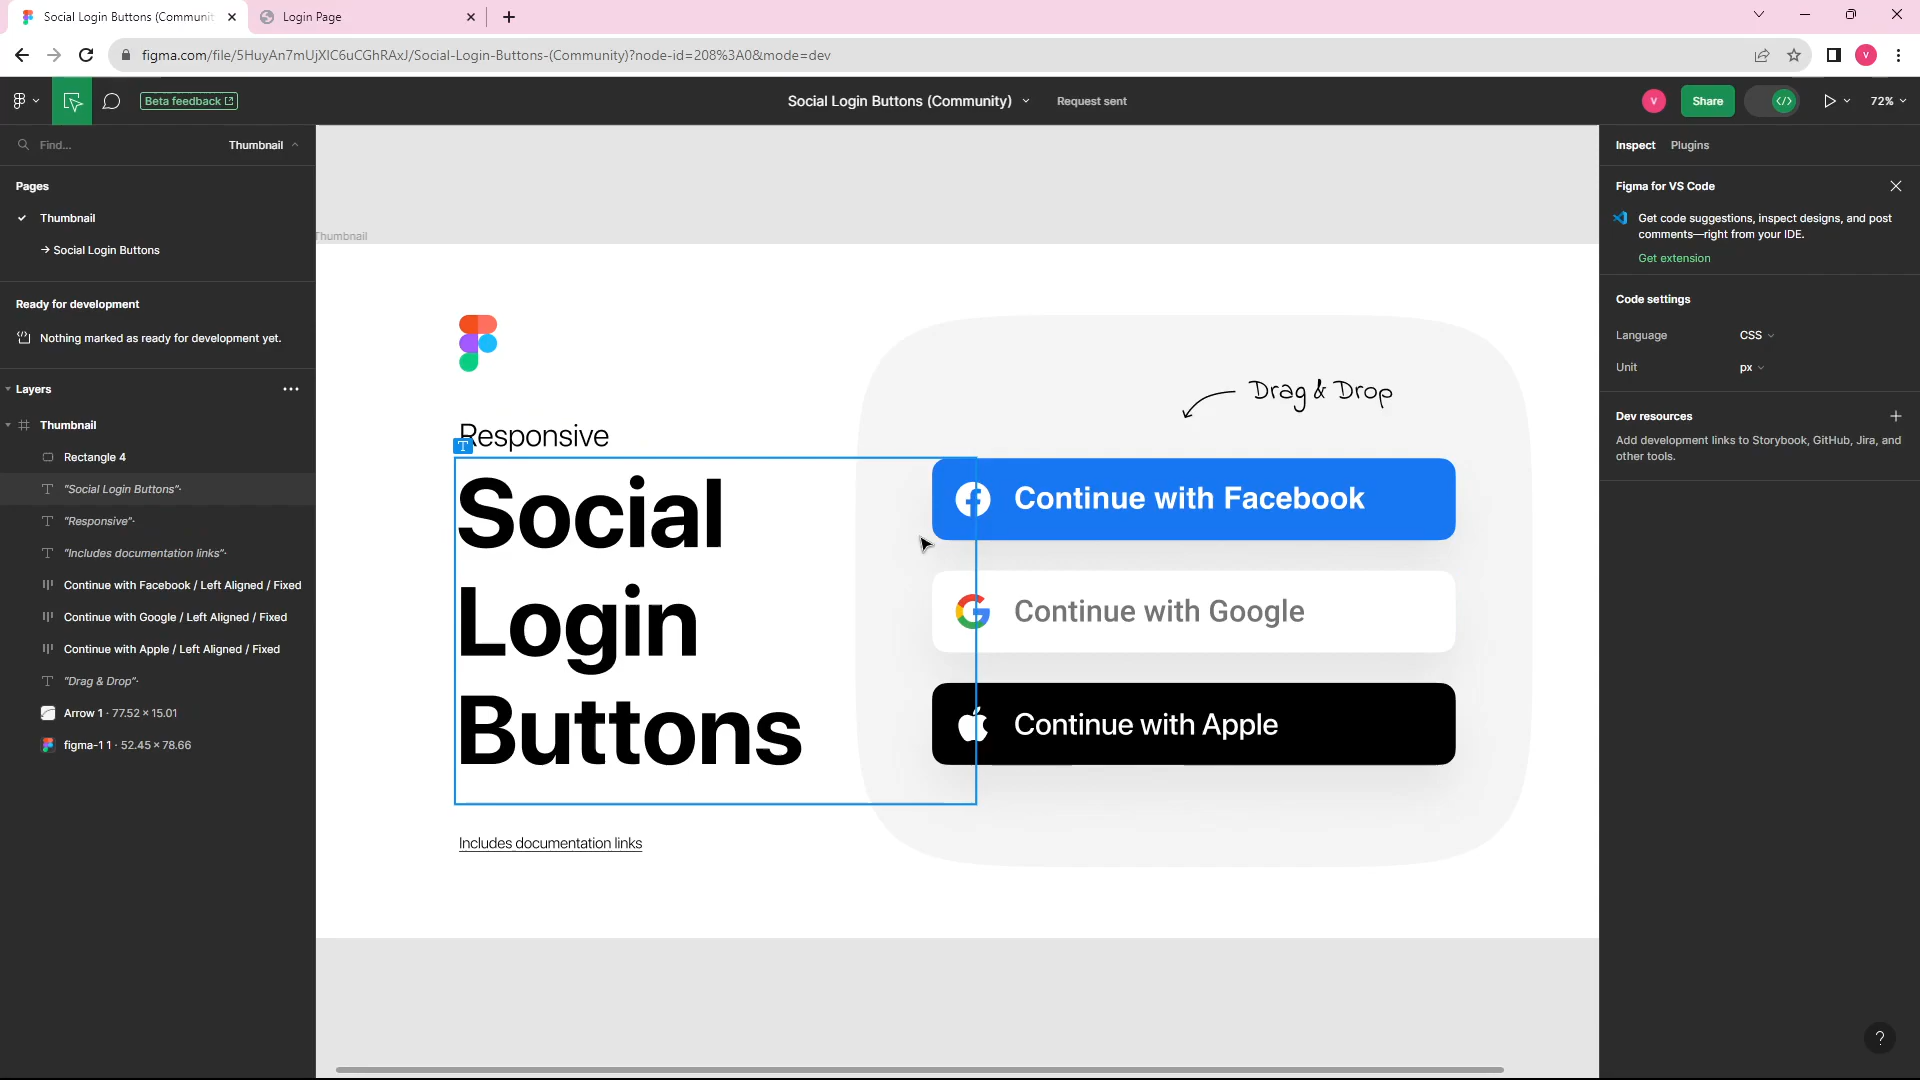 Social Login Buttons (Communit
Login Page
figma.com/file/5HuyAn7mUjXIC6uCGhRAxJ/Social-Login-Buttons-(Community)?node-id=208%3A0&mode=dev
V
Beta feedback
Social Login Buttons (Community)
Request sent
V
Share
72%
Find...
Thumbnail
Pages
Thumbnail
→ Social Login Buttons
Ready for development
Nothing marked as ready for development yet.
Layers
Thumbnail
Rectangle 4
"Social Login Buttons"·
"Responsive"·
"Includes documentation links"·
Continue with Facebook / Left Aligned / Fixed
Continue with Google / Left Aligned / Fixed
Continue with Apple / Left Aligned / Fixed
"Drag & Drop"·
Arrow 1 · 77.52 × 15.01
figma-1 1 · 52.45 × 78.66
Thumbnail
Responsive
T
Social
Login
Buttons
Includes documentation links
Drag & Drop
Continue with Facebook
Continue with Google
Continue with Apple
Inspect
Plugins
Figma for VS Code
Get code suggestions, inspect designs, and post
comments—right from your IDE.
Get extension
Code settings
Language
CSS
Unit
px
Dev resources
Add development links to Storybook, GitHub, Jira, and
other tools.
?